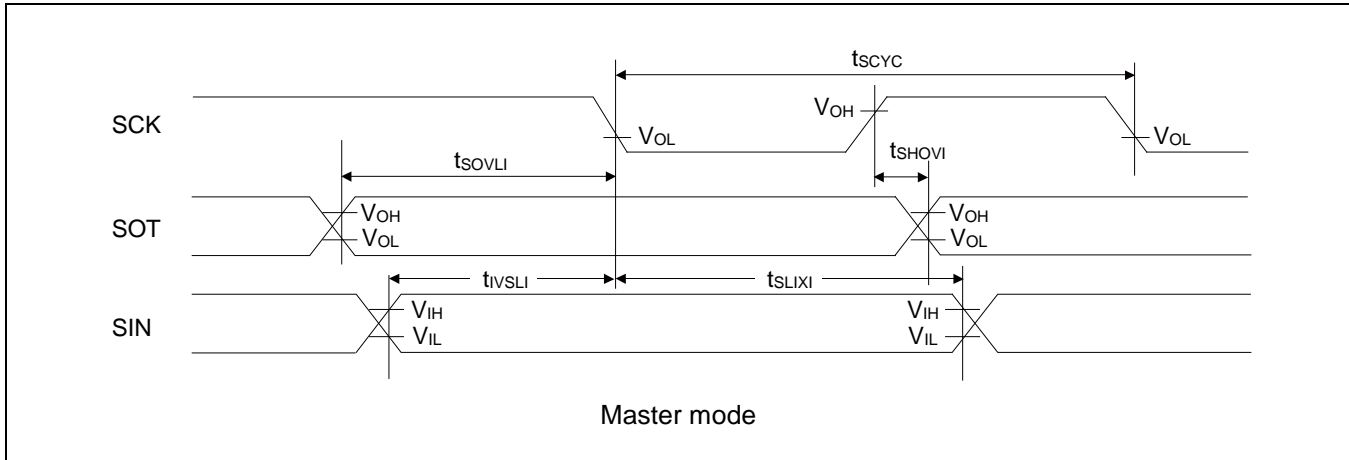 tSCYC
SCK
VOH
VOL
VOL
tSHOVI
tSOVLI
SOT
VOH
VOL
VOH
VOL
tIVSLI
tSLIXI
SIN
VIH
VIL
VIH
VIL
Master mode